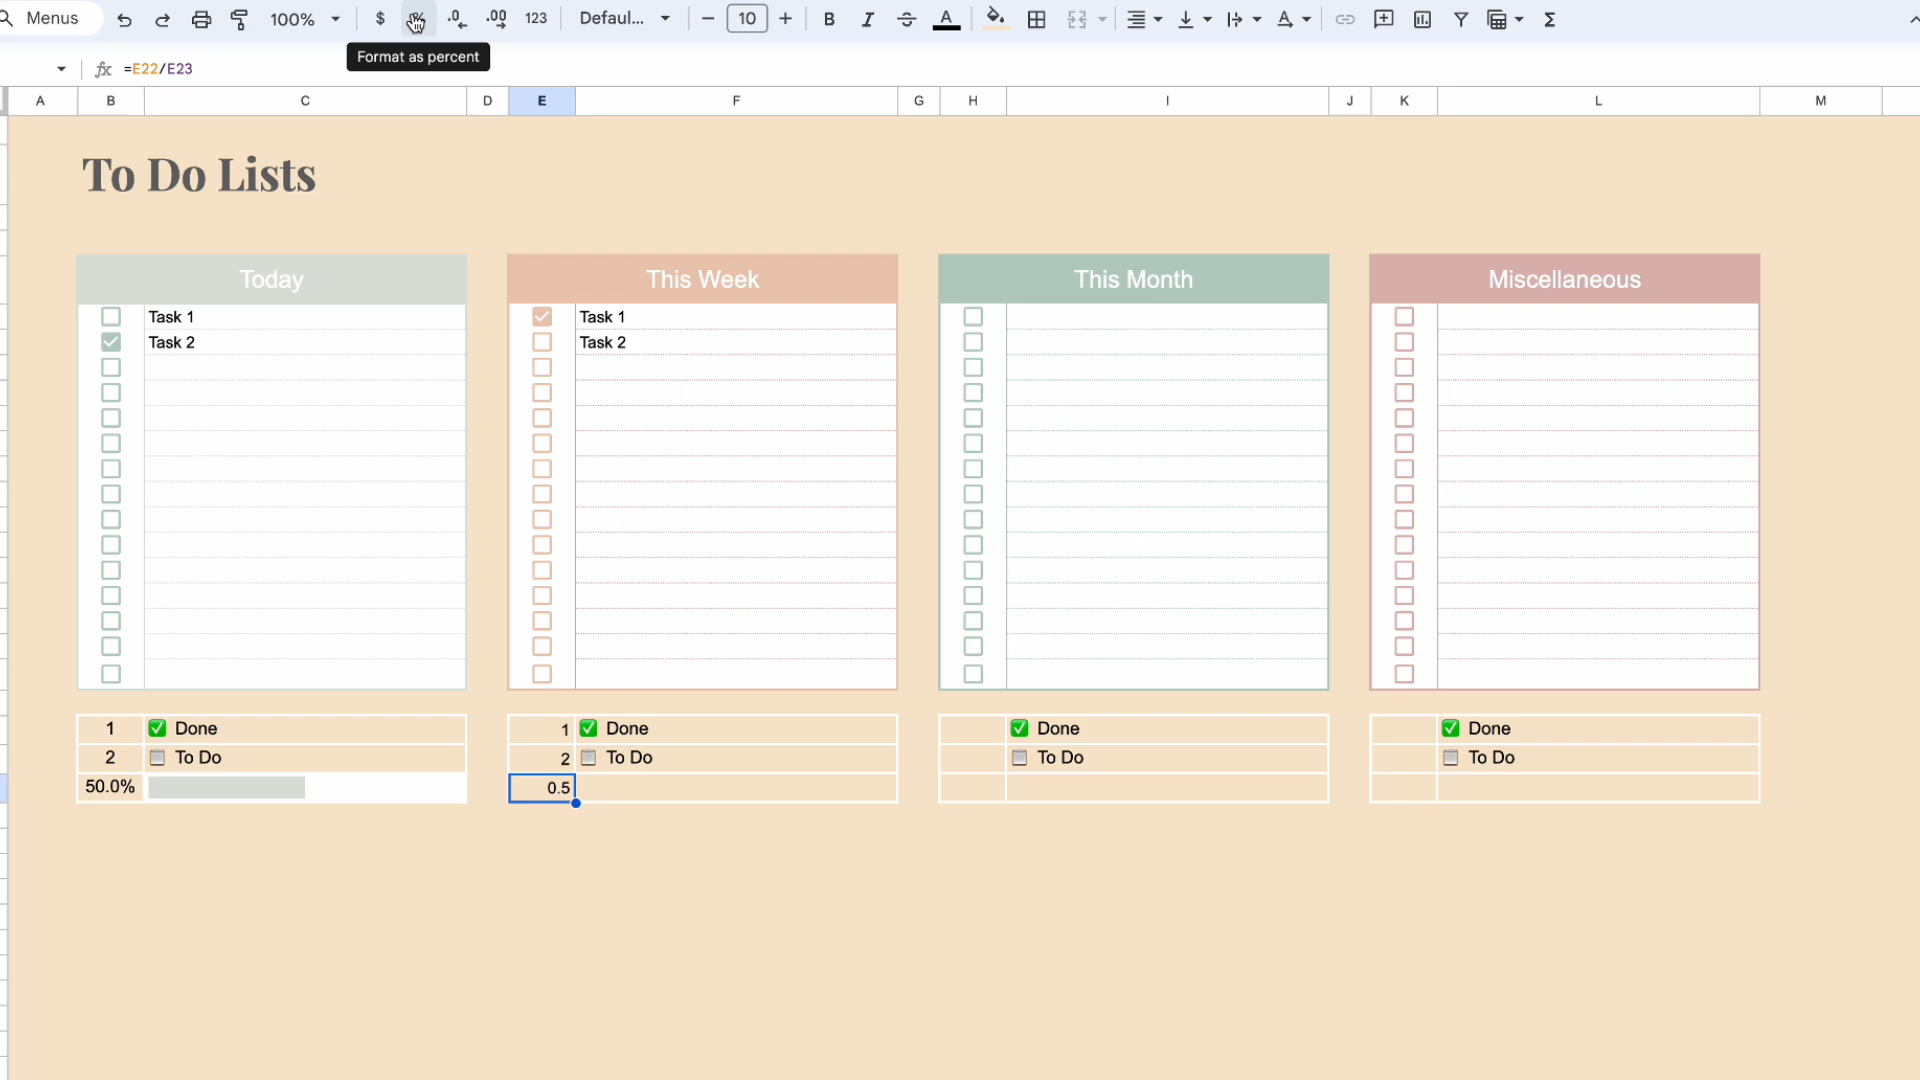 Menus 100% $ % .0 .00 123 Defaul... 10 B I S A Σ
Format as percent
fx =E22/E23
A B C D E F G H I J K L M
To Do Lists
Today This Week This Month Miscellaneous
Task 1 Task 1
Task 2 Task 2
1 ✅ Done 1 ✅ Done ✅ Done ✅ Done
2 To Do 2 To Do To Do To Do
50.0% 0.5